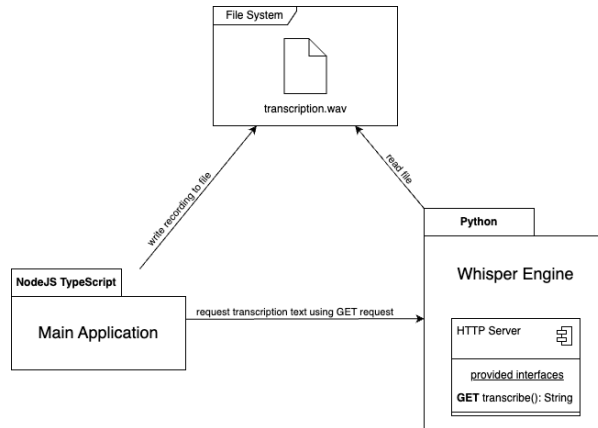 File System
transcription.wav
write recording to file
read file
NodeJS TypeScript
Main Application
request transcription text using GET request
Python
Whisper Engine
HTTP Server
provided interfaces
GET transcribe(): String